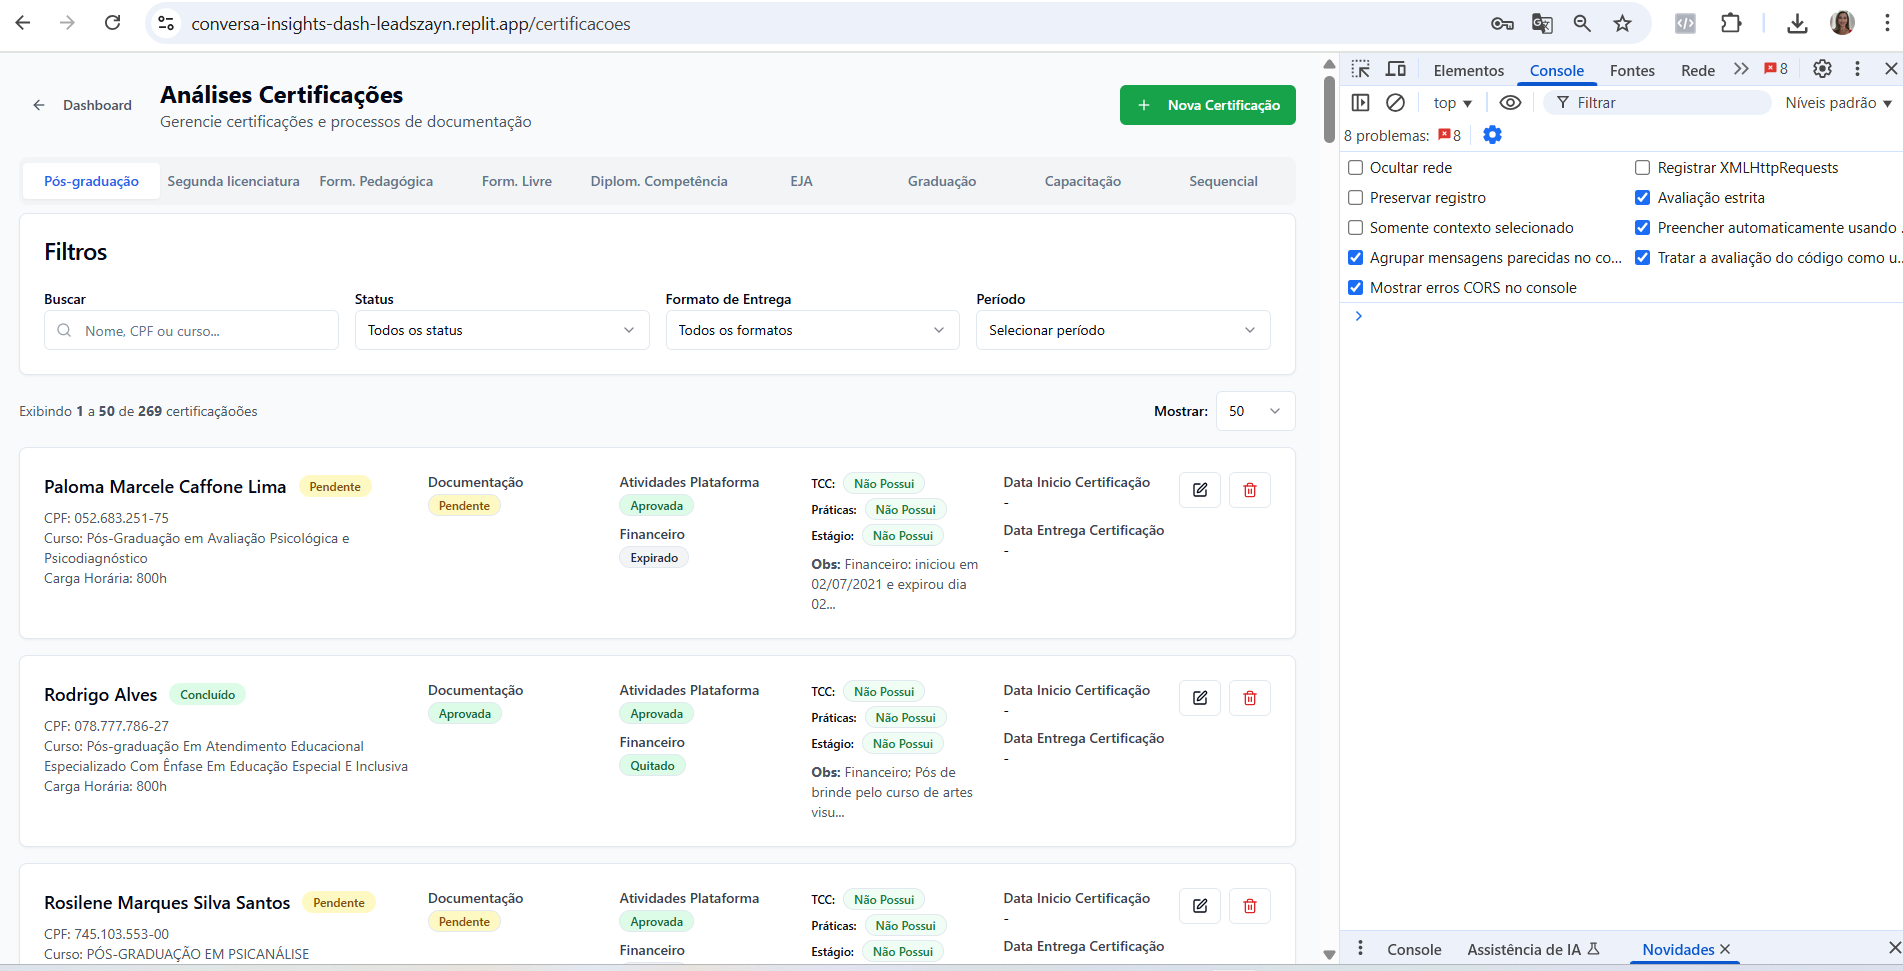 conversa-insights-dash-leadszayn.replit.app/certificacoes
Dashboard
Análises Certificações
Gerencie certificações e processos de documentação
+ Nova Certificação
Pós-graduação Segunda licenciatura Form. Pedagógica Form. Livre Diplom. Competência EJA Graduação Capacitação Sequencial
Filtros
Buscar Status Formato de Entrega Período
Nome, CPF ou curso... Todos os status Todos os formatos Selecionar período
Exibindo 1 a 50 de 269 certificaçãoões
Mostrar: 50
Paloma Marcele Caffone Lima Pendente
CPF: 052.683.251-75
Curso: Pós-Graduação em Avaliação Psicológica e
Psicodiagnóstico
Carga Horária: 800h
Documentação
Pendente
Atividades Plataforma
Aprovada
Financeiro
Expirado
TCC: Não Possui
Práticas: Não Possui
Estágio: Não Possui
Obs: Financeiro: iniciou em
02/07/2021 e expirou dia
02...
Data Inicio Certificação
-
Data Entrega Certificação
-
Rodrigo Alves Concluído
CPF: 078.777.786-27
Curso: Pós-graduação Em Atendimento Educacional
Especializado Com Ênfase Em Educação Especial E Inclusiva
Carga Horária: 800h
Documentação
Aprovada
Atividades Plataforma
Aprovada
Financeiro
Quitado
TCC: Não Possui
Práticas: Não Possui
Estágio: Não Possui
Obs: Financeiro; Pós de
brinde pelo curso de artes
visu...
Data Inicio Certificação
-
Data Entrega Certificação
-
Rosilene Marques Silva Santos Pendente
CPF: 745.103.553-00
Curso: PÓS-GRADUAÇÃO EM PSICANÁLISE
Documentação
Pendente
Atividades Plataforma
Aprovada
Financeiro
TCC: Não Possui
Práticas: Não Possui
Estágio: Não Possui
Data Inicio Certificação
-
Data Entrega Certificação
Elementos Console Fontes Rede 8
top Filtrar Níveis padrão
8 problemas: 8
Ocultar rede Registrar XMLHttpRequests
Preservar registro Avaliação estrita
Somente contexto selecionado Preencher automaticamente usando .
Agrupar mensagens parecidas no co... Tratar a avaliação do código como u...
Mostrar erros CORS no console
Console Assistência de IA Novidades